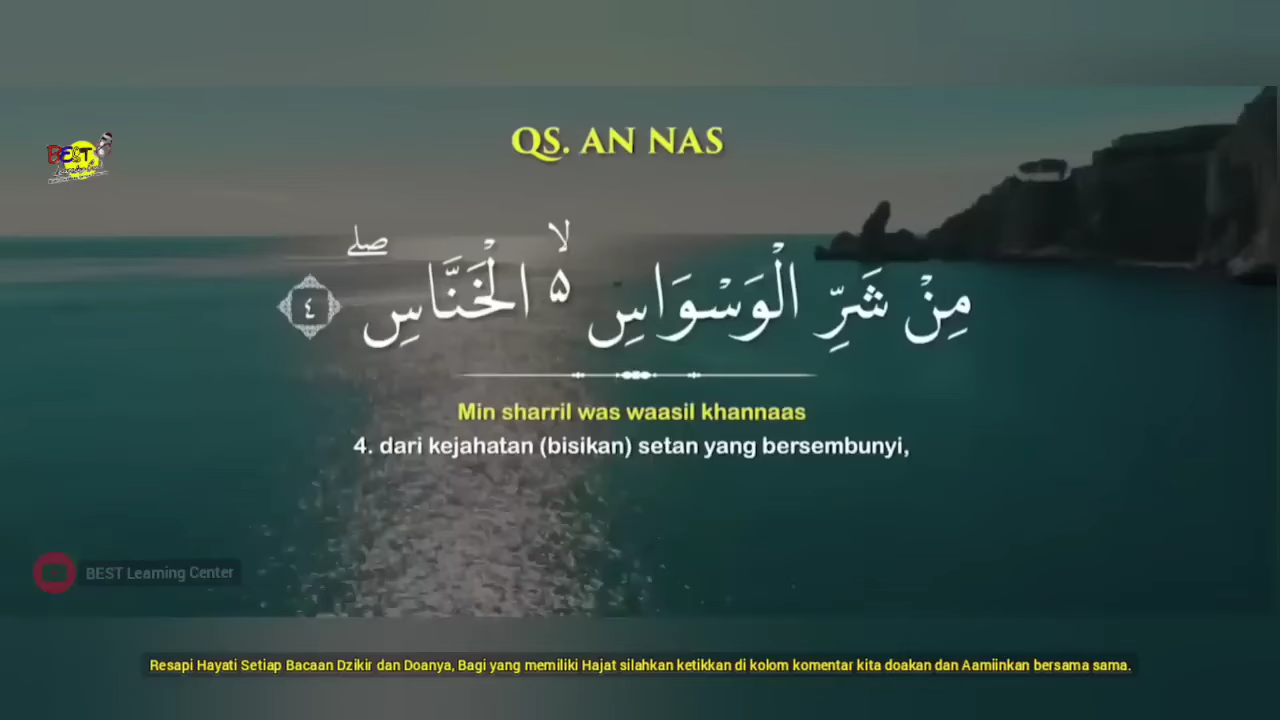 BEST
QS. AN NAS
مِنْ شَرِّ الْوَسْوَاسِ ۙ۵ الْخَنَّاسِ ۖ ٤
Min sharril was waasil khannaas
4. dari kejahatan (bisikan) setan yang bersembunyi,
BEST Learning Center
Resapi Hayati Setiap Bacaan Dzikir dan Doanya, Bagi yang memiliki Hajat silahkan ketikkan di kolom komentar kita doakan dan Aamiinkan bersama sama.